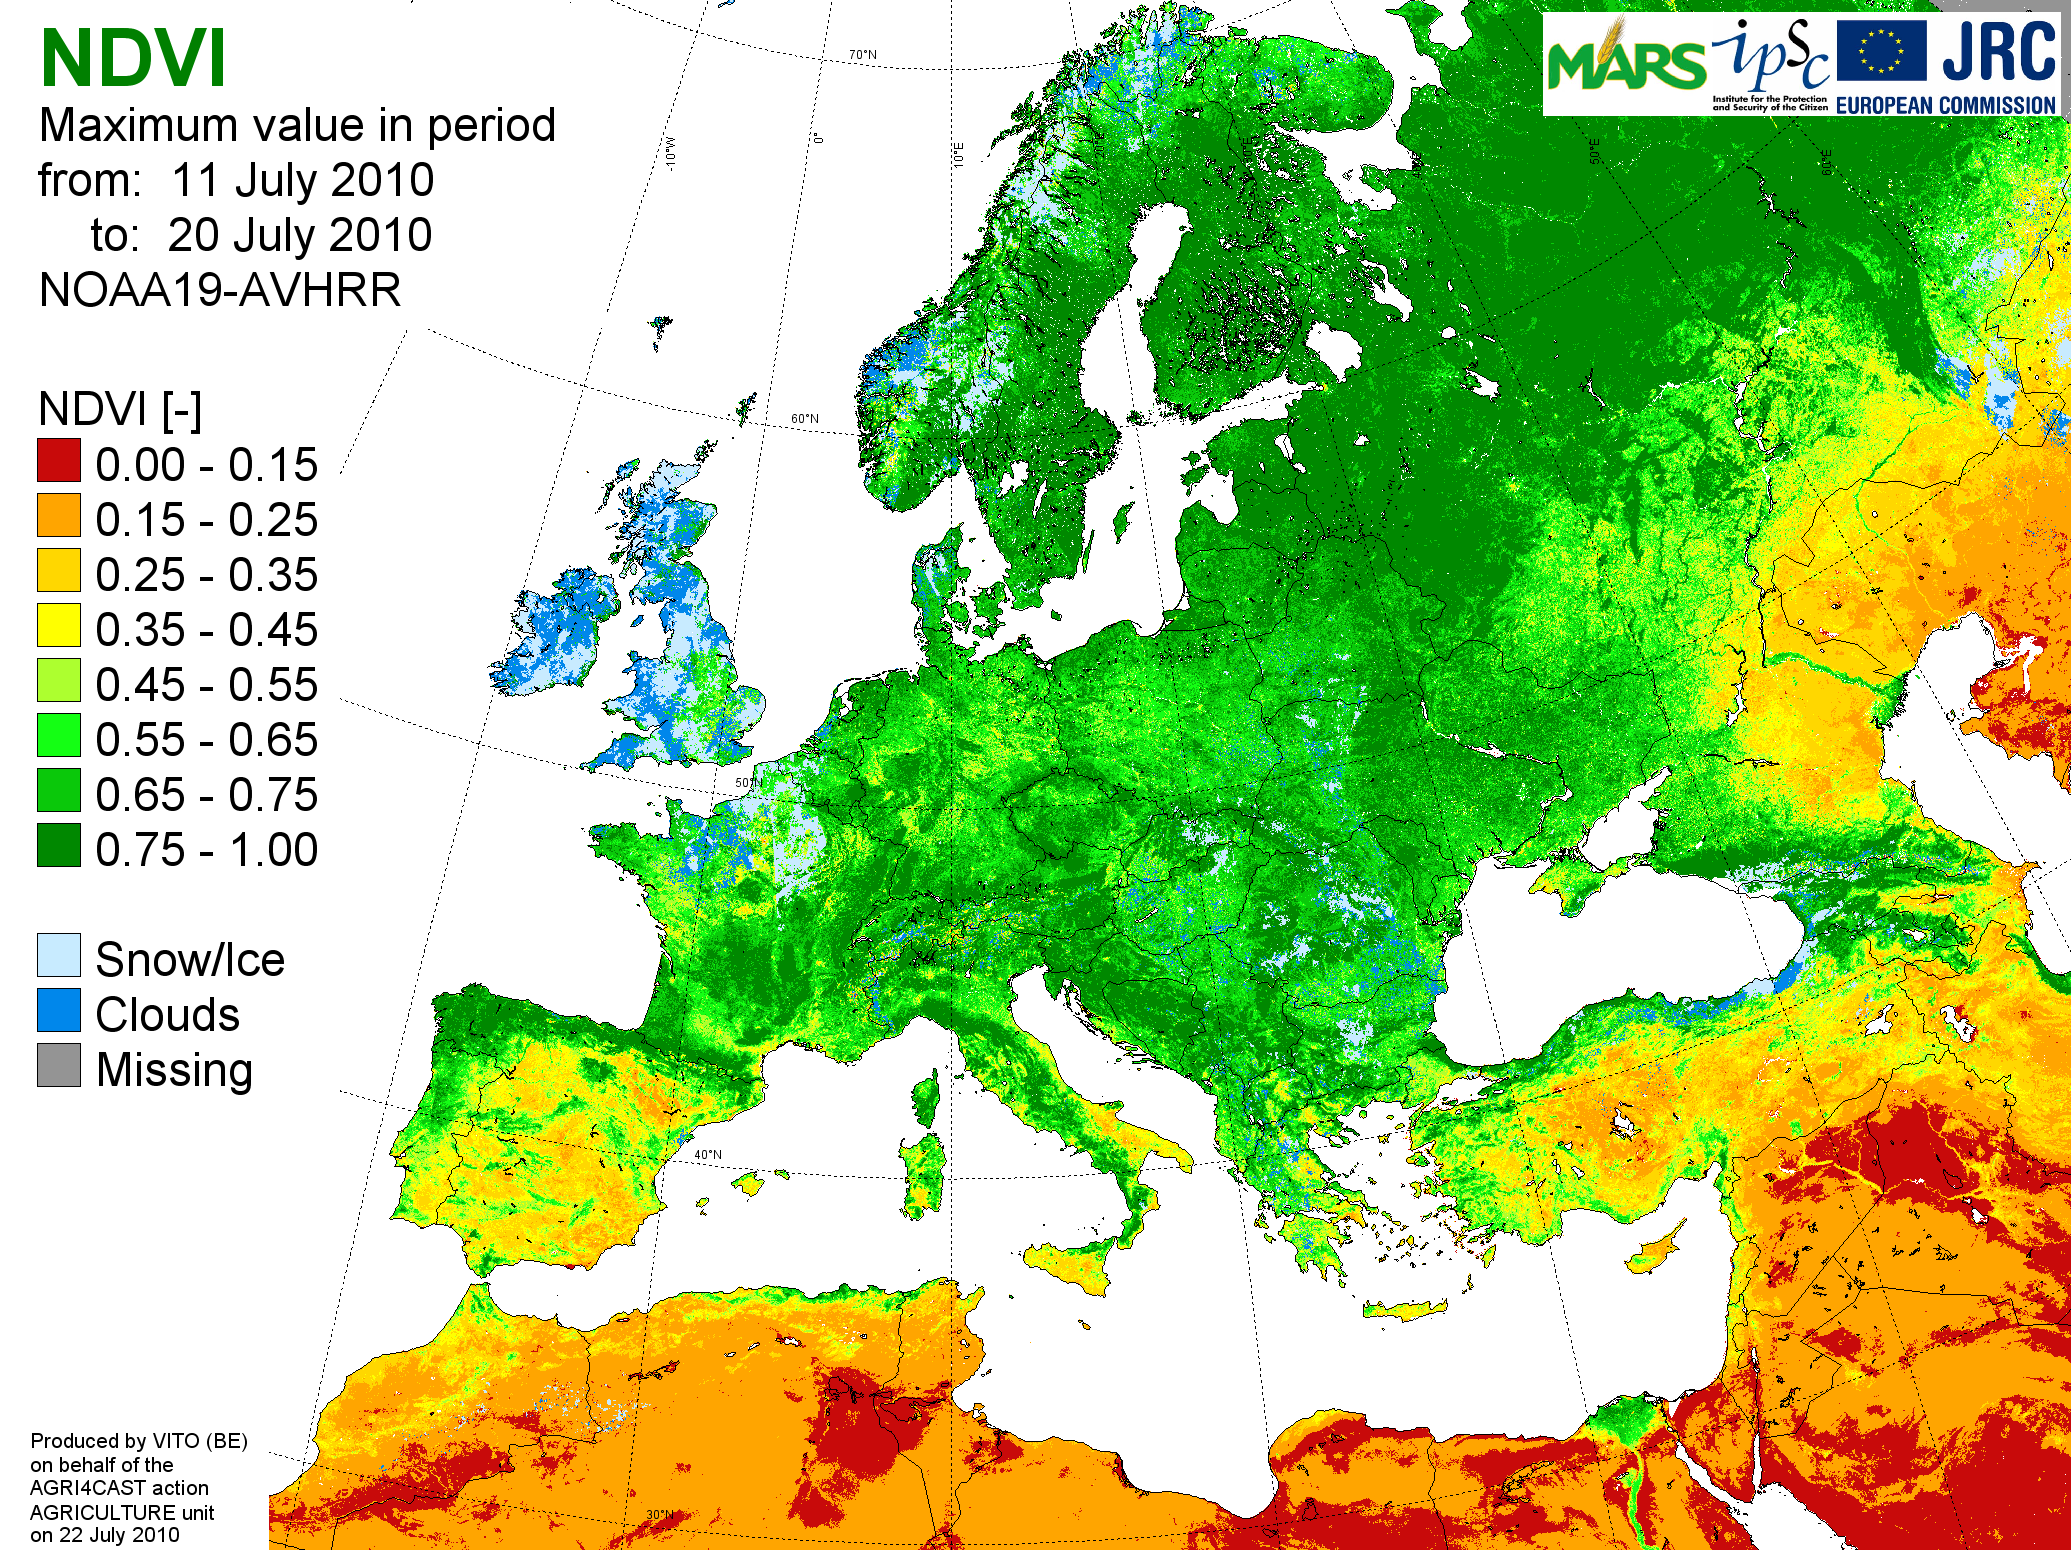 NDVI
Maximum value in period
from: 11 July 2010
to: 20 July 2010
NOAA19-AVHRR
NDVI [-]
0.00 - 0.15
0.15 - 0.25
0.25 - 0.35
0.35 - 0.45
0.45 - 0.55
0.55 - 0.65
0.65 - 0.75
0.75 - 1.00
Snow/Ice
Clouds
Missing
Produced by VITO (BE)
on behalf of the
AGRI4CAST action
AGRICULTURE unit
on 22 July 2010
MARS
ipsc
Institute for the Protection
and Security of the Citizen
JRC
EUROPEAN COMMISSION
70°N
-10°W
0°
10°E
40°E
50°E
60°E
60°N
50°N
40°N
30°N